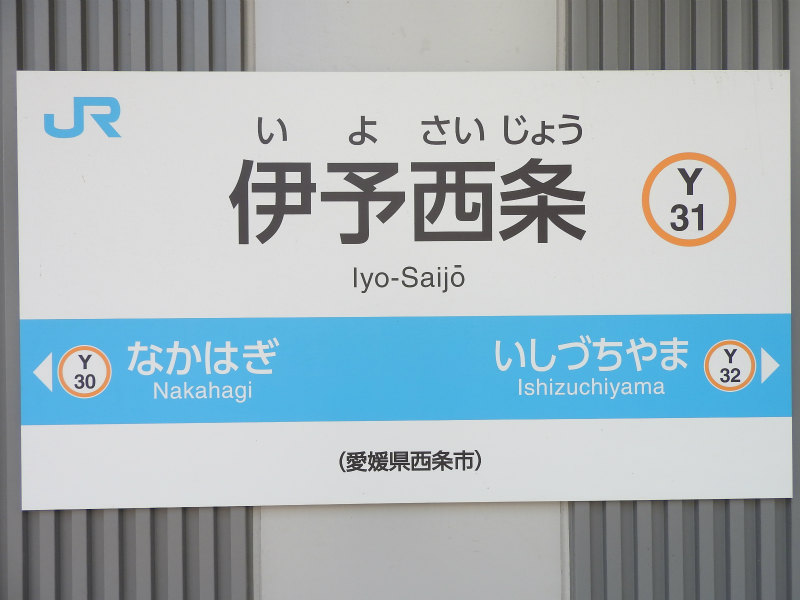 JR
い よ さいじょう
伊予西条
Y
31
Iyo-Saijō
Y
30
なかはぎ
Nakahagi
いしづちやま
Ishizuchiyama
Y
32
(愛媛県西条市)